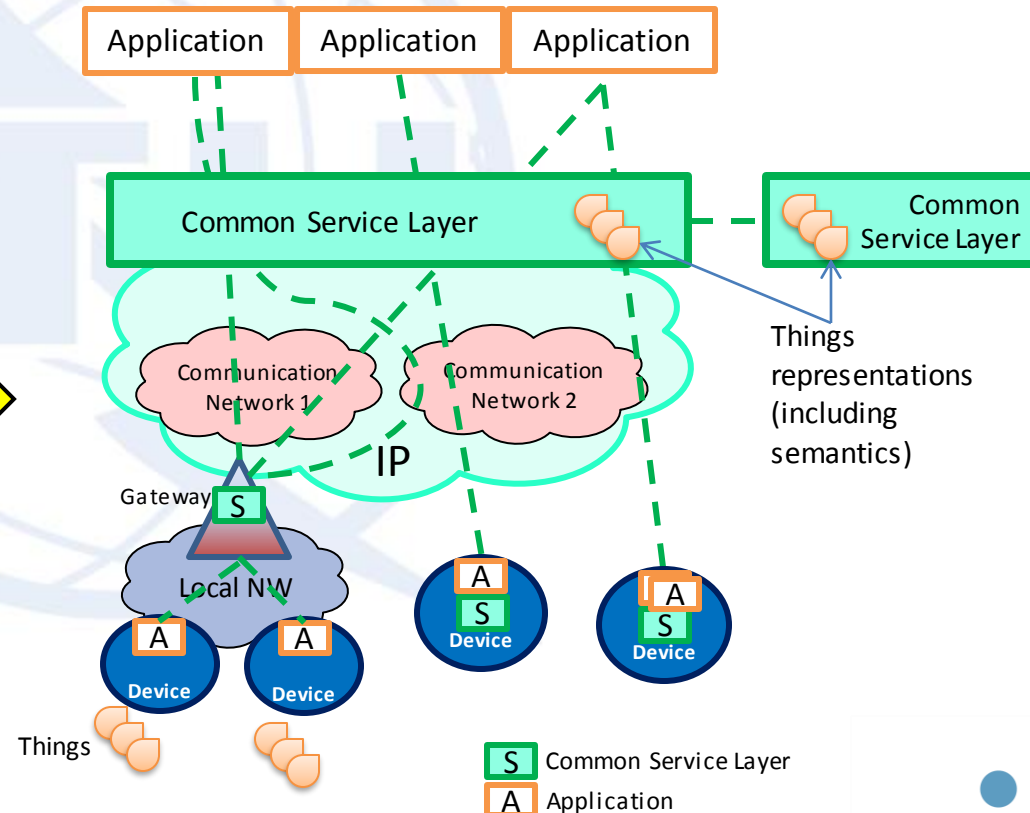 Application
Application
Application
Common Service Layer
Common
Service Layer
Things
representations
(including
semantics)
Communication
Network 1
Communication
Network 2
IP
Gateway
S
Local NW
A
A
A
S
Device
A
S
Device
Device
Device
Things
S Common Service Layer
A Application